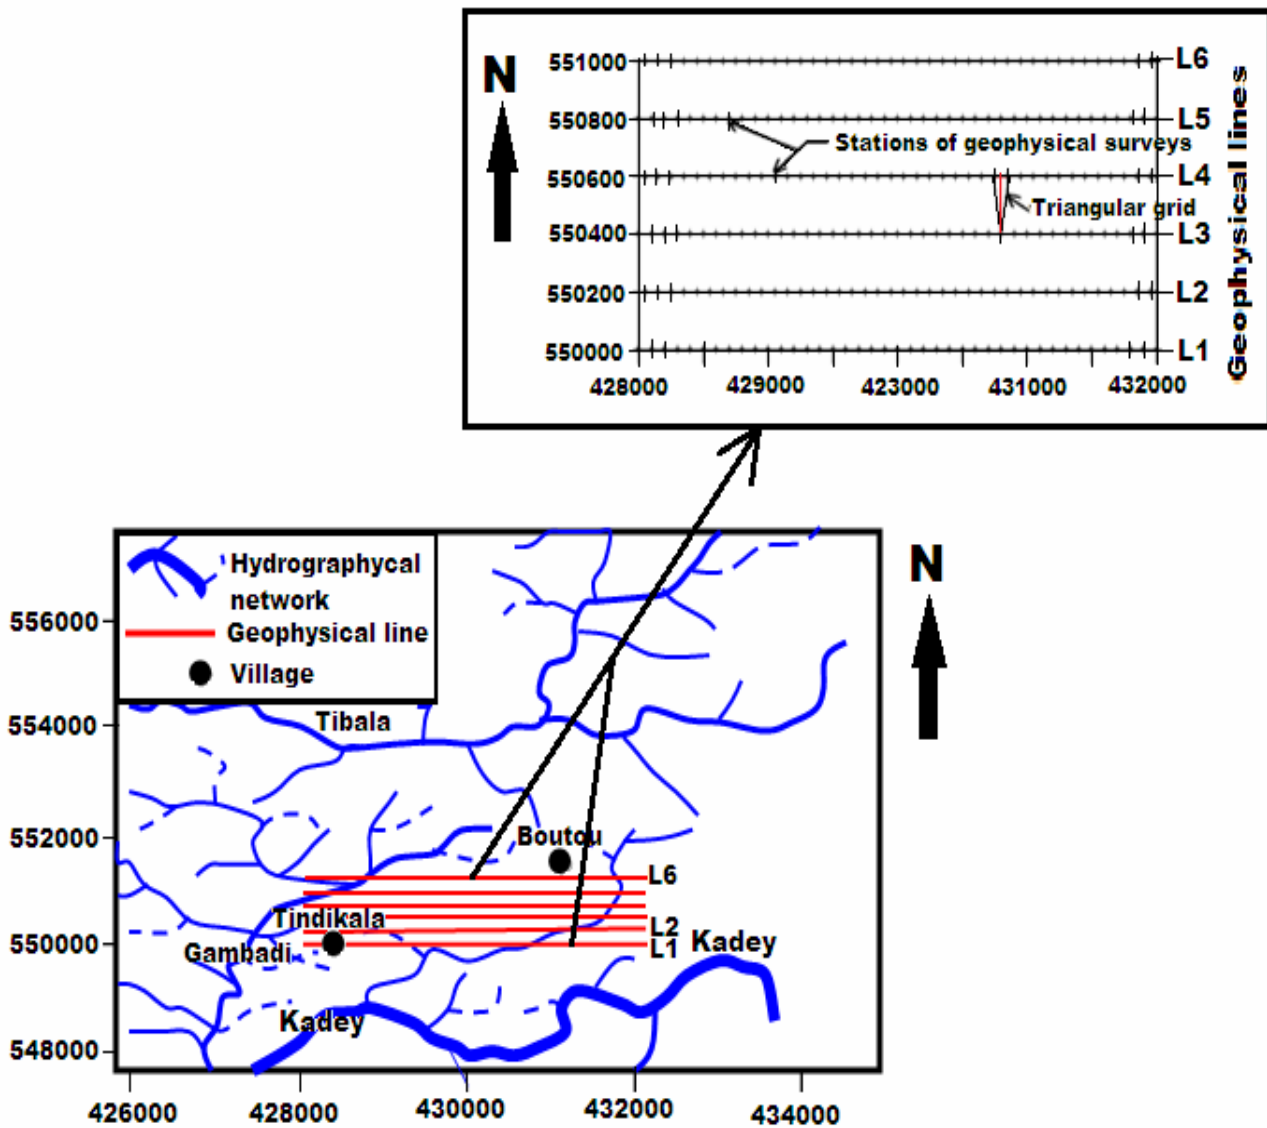 N
551000
L6
550800
L5
Stations of geophysical surveys
550600
L4
Triangular grid
550400
L3
550200
L2
550000
L1
428000 429000 423000 431000 432000
Geophysical lines
Hydrographycal
network
Geophysical line
Village
N
556000
554000
552000
550000
548000
Tibala
Boutou
L6
Tindikala
L2
Gambadi
L1
Kadey
Kadey
426000 428000 430000 432000 434000